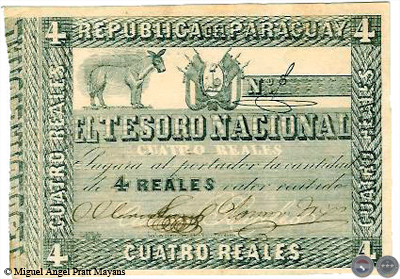 4 REPUBLICA DEL PARAGUAY 4
CUATRO REALES
CUATRO REALES
Nº
EL TESORO NACIONAL
CUATRO REALES
Pagará al portador la cantidad
de 4 REALES valor recibido
4 CUATRO REALES 4
© Miguel Angel Pratt Mayans